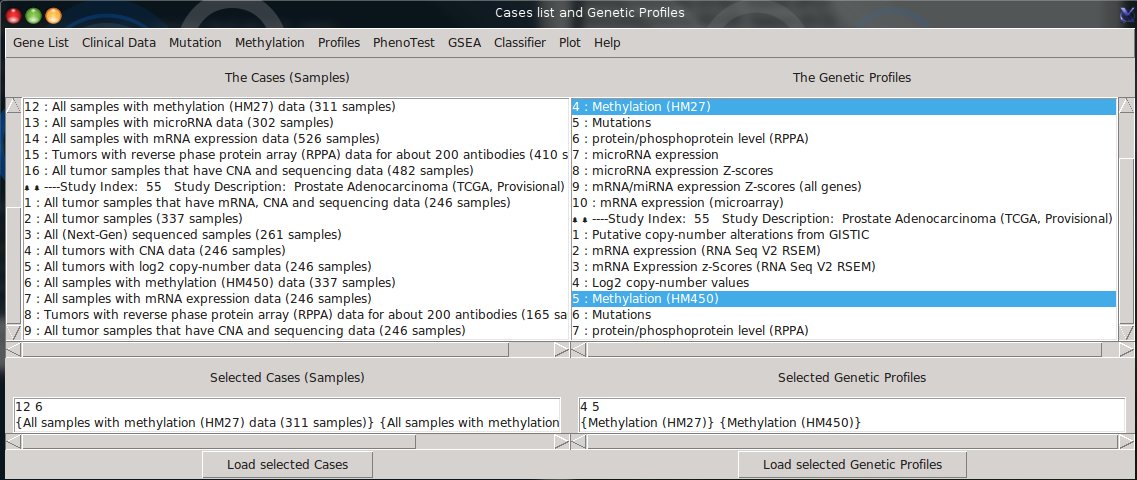 Cases list and Genetic Profiles
Gene List Clinical Data Mutation Methylation Profiles PhenoTest GSEA Classifier Plot Help
The Cases (Samples)
12 : All samples with methylation (HM27) data (311 samples)
13 : All samples with microRNA data (302 samples)
14 : All samples with mRNA expression data (526 samples)
15 : Tumors with reverse phase protein array (RPPA) data for about 200 antibodies (410 s
16 : All tumor samples that have CNA and sequencing data (482 samples)
----Study Index: 55 Study Description: Prostate Adenocarcinoma (TCGA, Provisional)
1 : All tumor samples that have mRNA, CNA and sequencing data (246 samples)
2 : All tumor samples (337 samples)
3 : All (Next-Gen) sequenced samples (261 samples)
4 : All tumors with CNA data (246 samples)
5 : All tumors with log2 copy-number data (246 samples)
6 : All samples with methylation (HM450) data (337 samples)
7 : All samples with mRNA expression data (246 samples)
8 : Tumors with reverse phase protein array (RPPA) data for about 200 antibodies (165 sa
9 : All tumor samples that have CNA and sequencing data (246 samples)
The Genetic Profiles
4 : Methylation (HM27)
5 : Mutations
6 : protein/phosphoprotein level (RPPA)
7 : microRNA expression
8 : microRNA expression Z-scores
9 : mRNA/miRNA expression Z-scores (all genes)
10 : mRNA expression (microarray)
----Study Index: 55 Study Description: Prostate Adenocarcinoma (TCGA, Provisional)
1 : Putative copy-number alterations from GISTIC
2 : mRNA expression (RNA Seq V2 RSEM)
3 : mRNA Expression z-Scores (RNA Seq V2 RSEM)
4 : Log2 copy-number values
5 : Methylation (HM450)
6 : Mutations
7 : protein/phosphoprotein level (RPPA)
Selected Cases (Samples)
12 6
{All samples with methylation (HM27) data (311 samples)} {All samples with methylation
Load selected Cases
Selected Genetic Profiles
4 5
{Methylation (HM27)} {Methylation (HM450)}
Load selected Genetic Profiles